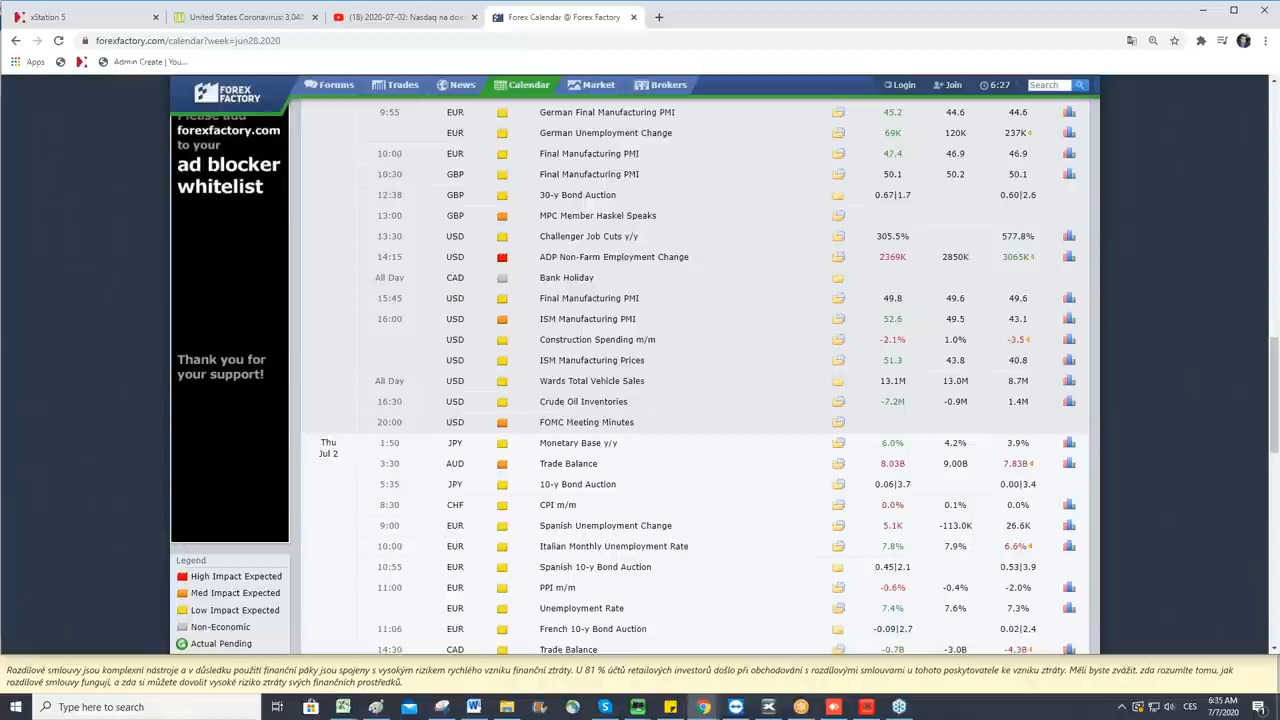 xStation 5
United States Coronavirus: 3,040
(18) 2020-07-02: Nasdaq na do
Forex Calendar @ Forex Factory
forexfactory.com/calendar?week=jun28.2020
Apps
Admin Create | You...
FOREX FACTORY
Forums Trades News Calendar Market Brokers Login Join 6:27 Search
Please add
forexfactory.com
to your
ad blocker
whitelist
Thank you for
your support!
Legend
High Impact Expected
Med Impact Expected
Low Impact Expected
Non-Economic
Actual Pending
9:55 EUR German Final Manufacturing PMI 45.2 44.6 44.6
EUR German Unemployment Change 69K 120K 237K
10:00 EUR Final Manufacturing PMI 47.4 46.9 46.9
10:30 GBP Final Manufacturing PMI 50.1 50.2 50.1
12:38 GBP 30-y Bond Auction 0.67|1.7 0.60|2.6
13:00 GBP MPC Member Haskel Speaks
13:30 USD Challenger Job Cuts y/y 305.5% 577.8%
14:15 USD ADP Non-Farm Employment Change 2369K 2850K 3065K
All Day CAD Bank Holiday
15:45 USD Final Manufacturing PMI 49.8 49.6 49.6
16:00 USD ISM Manufacturing PMI 52.6 49.5 43.1
USD Construction Spending m/m -2.1% 1.0% -3.5
USD ISM Manufacturing Prices 51.3 43.8 40.8
All Day USD Wards Total Vehicle Sales 13.1M 13.0M 8.7M
16:30 USD Crude Oil Inventories -7.2M -0.9M 1.4M
20:00 USD FOMC Meeting Minutes
Thu Jul 2 1:50 JPY Monetary Base y/y 6.0% 4.2% 3.9%
3:30 AUD Trade Balance 8.03B 9.00B 7.83B
5:35 JPY 10-y Bond Auction 0.06|3.7 0.00|3.4
8:30 CHF CPI m/m 0.0% 0.1% 0.0%
9:00 EUR Spanish Unemployment Change 5.1K -113.0K 26.6K
10:00 EUR Italian Monthly Unemployment Rate 7.9% 6.6%
10:55 EUR Spanish 10-y Bond Auction 0.45|2.1 0.53|3.9
11:00 EUR PPI m/m -0.6% -0.4% -2.0%
EUR Unemployment Rate 7.4% 7.6% 7.3%
11:06 EUR French 10-y Bond Auction -0.09|2.7 0.02|2.4
14:30 CAD Trade Balance -0.7B -3.0B -4.3B
Rozdílové smlouvy jsou komplexní nástroje a v důsledku použití finanční páky jsou spojeny s vysokým rizikem rychlého vzniku finanční ztráty. U 81 % účtů retailových investorů došlo při obchodování s rozdílovými smlouvami u tohoto poskytovatele ke vzniku ztráty. Měli byste zvážit, zda rozumíte tomu, jak
rozdílové smlouvy fungují, a zda si můžete dovolit vysoké riziko ztráty svých finančních prostředků.
Type here to search
CES
6:35 AM
7/7/2020